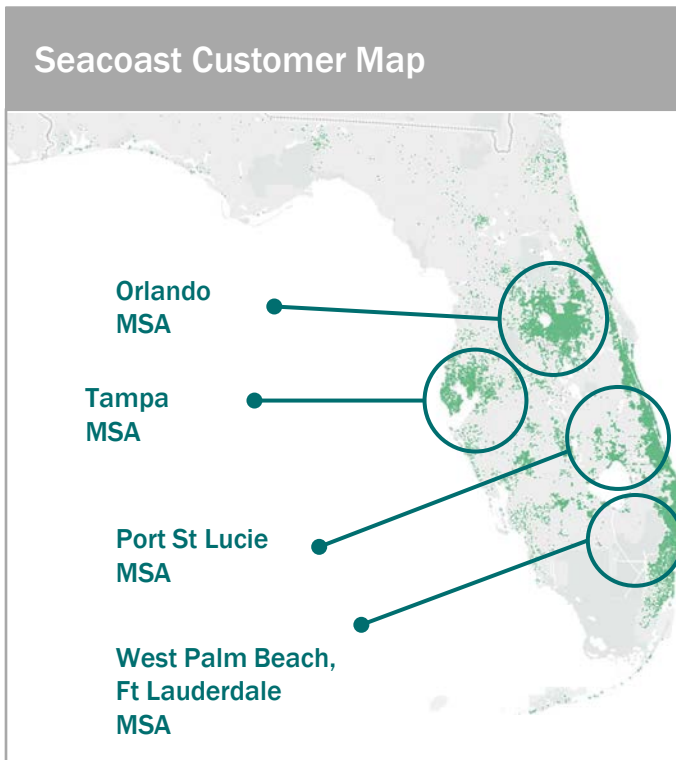 Seacoast Customer Map
Orlando
MSA
Tampa
MSA
Port St Lucie
MSA
West Palm Beach,
Ft Lauderdale
MSA